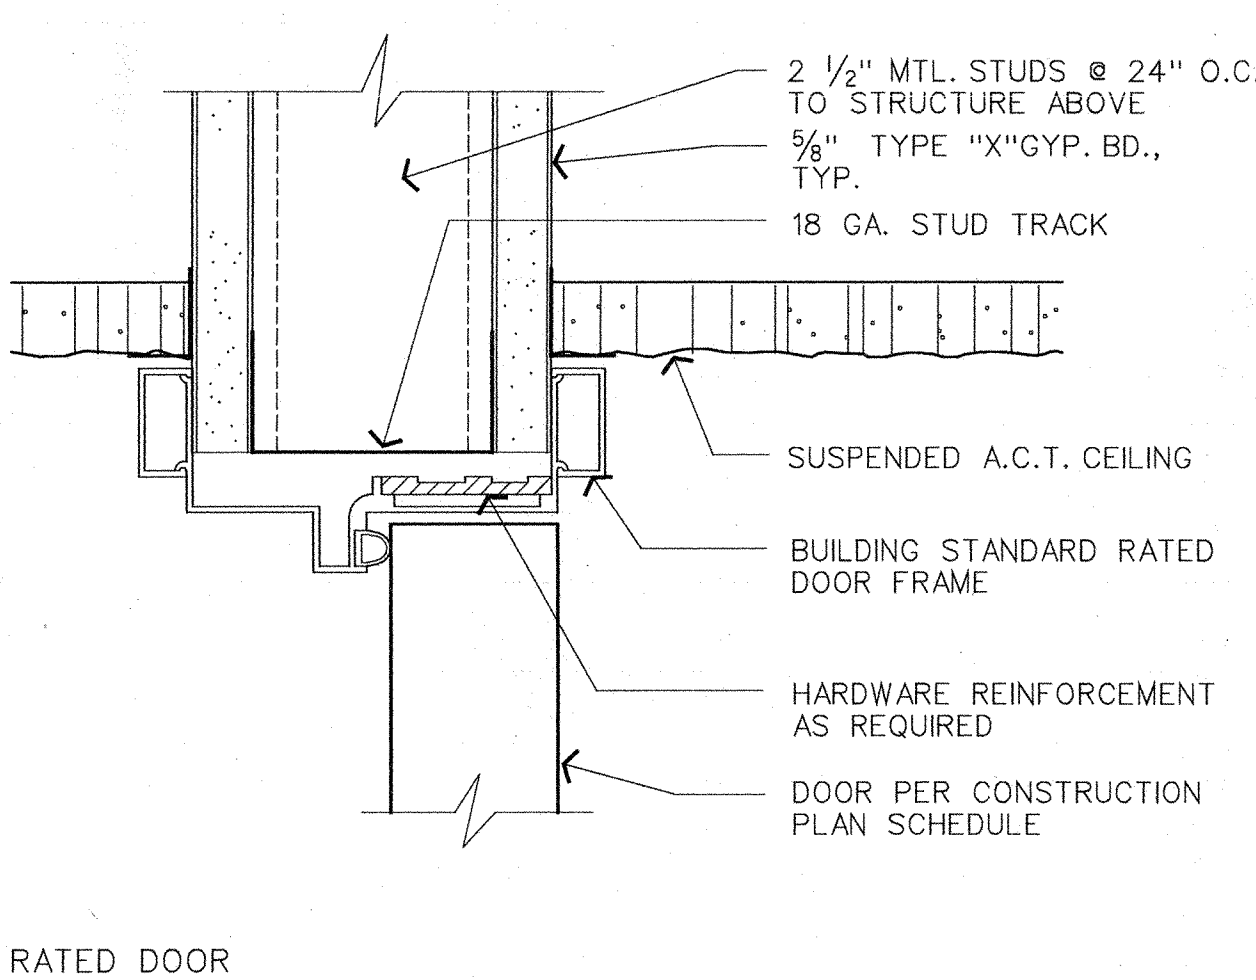 2 1/2" MTL. STUDS @ 24" O.C.
TO STRUCTURE ABOVE
5/8" TYPE "X"GYP. BD.,
TYP.
18 GA. STUD TRACK
SUSPENDED A.C.T. CEILING
BUILDING STANDARD RATED
DOOR FRAME
HARDWARE REINFORCEMENT
AS REQUIRED
DOOR PER CONSTRUCTION
PLAN SCHEDULE
RATED DOOR